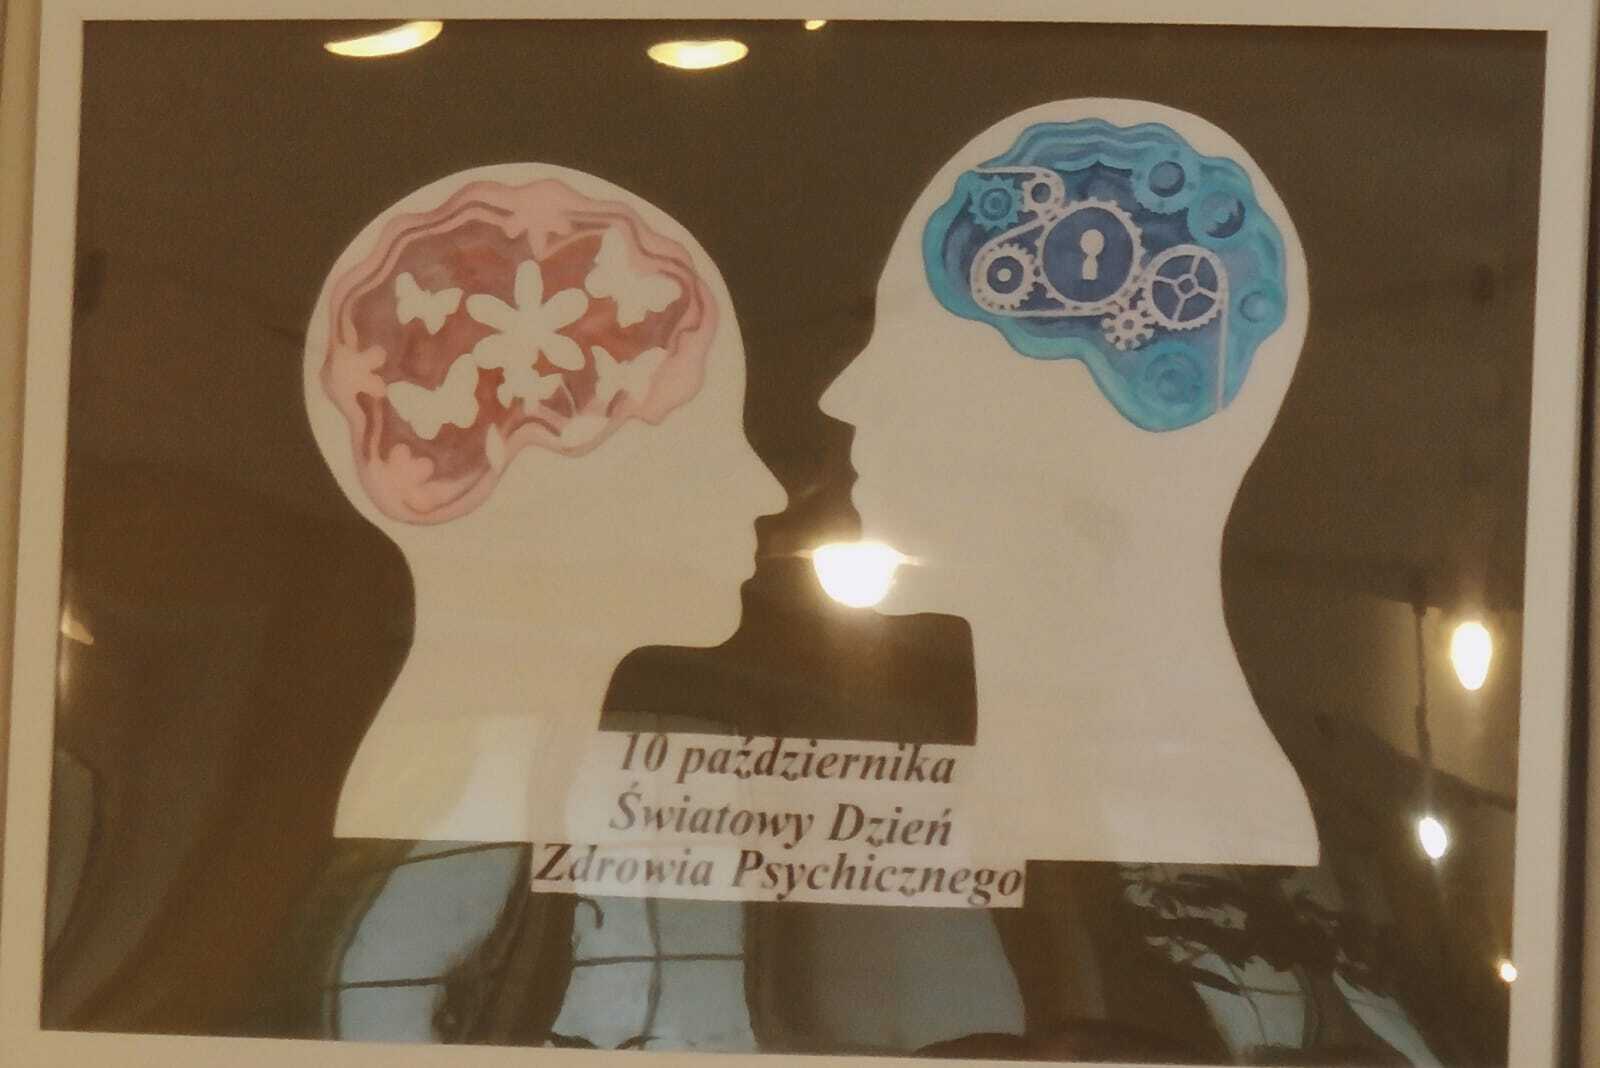 10 października
Światowy Dzień
Zdrowia Psychicznego